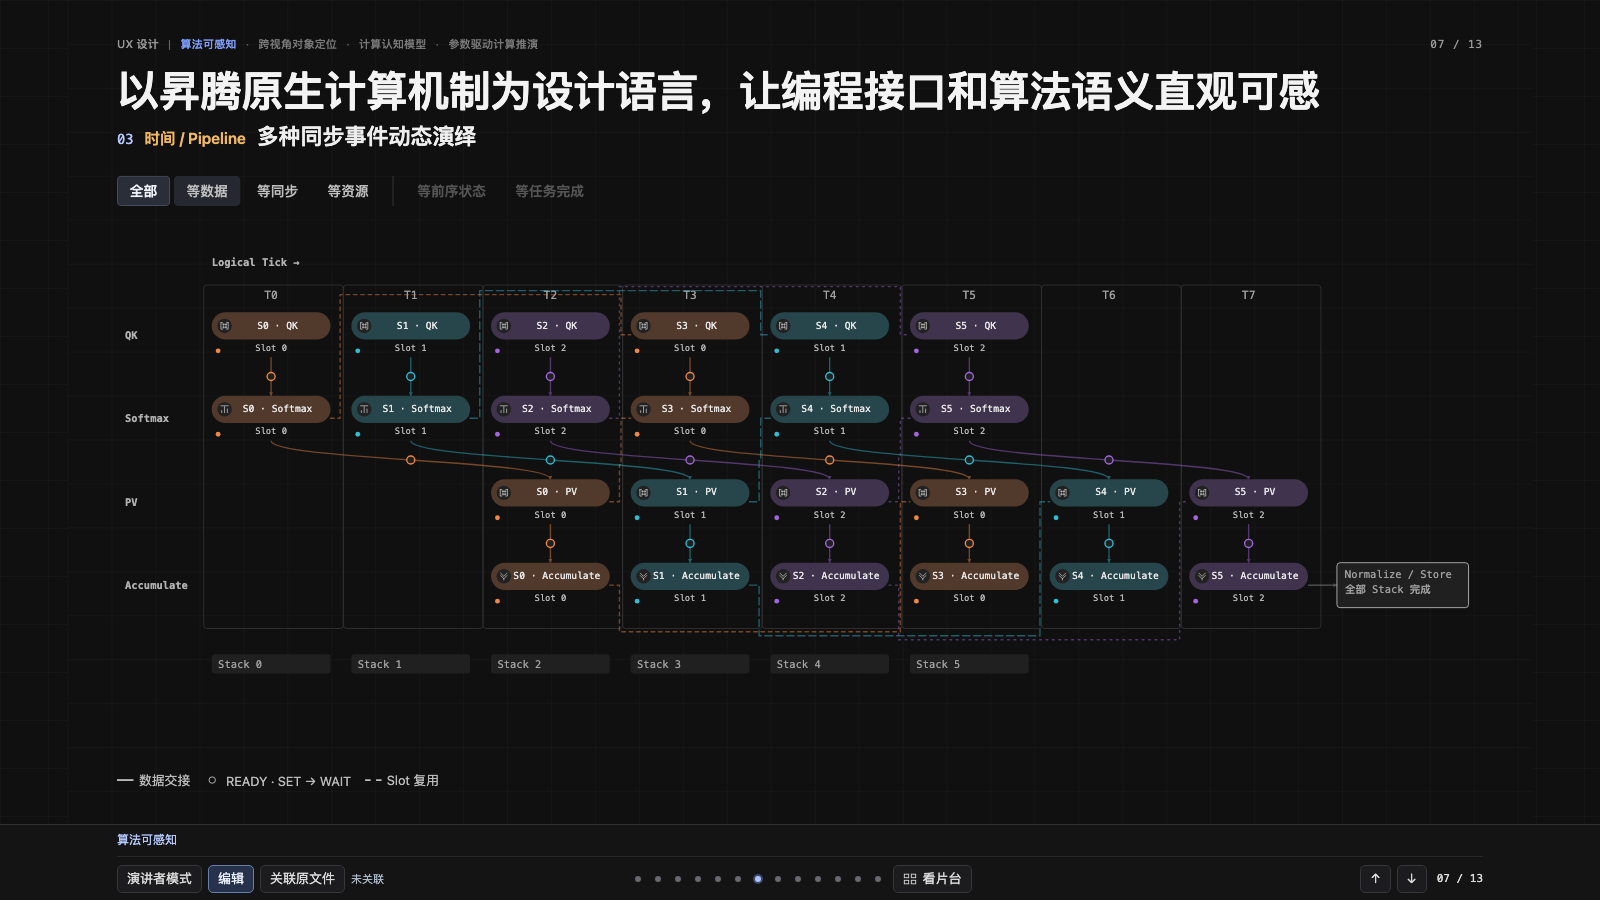 UX 设计 | 算法可感知 · 跨视角对象定位 · 计算认知模型 · 参数驱动计算推演
07 / 13
以昇腾原生计算机制为设计语言，让编程接口和算法语义直观可感
03 时间 / Pipeline 多种同步事件动态演绎
全部 等数据 等同步 等资源 等前序状态 等任务完成
Logical Tick →
T0 T1 T2 T3 T4 T5 T6 T7
QK
S0 · QK S1 · QK S2 · QK S3 · QK S4 · QK S5 · QK
Slot 0 Slot 1 Slot 2 Slot 0 Slot 1 Slot 2
Softmax
S0 · Softmax S1 · Softmax S2 · Softmax S3 · Softmax S4 · Softmax S5 · Softmax
Slot 0 Slot 1 Slot 2 Slot 0 Slot 1 Slot 2
PV
S0 · PV S1 · PV S2 · PV S3 · PV S4 · PV S5 · PV
Slot 0 Slot 1 Slot 2 Slot 0 Slot 1 Slot 2
Accumulate
S0 · Accumulate S1 · Accumulate S2 · Accumulate S3 · Accumulate S4 · Accumulate S5 · Accumulate
Slot 0 Slot 1 Slot 2 Slot 0 Slot 1 Slot 2
Normalize / Store
全部 Stack 完成
Stack 0 Stack 1 Stack 2 Stack 3 Stack 4 Stack 5
数据交接 READY · SET → WAIT Slot 复用
算法可感知
演讲者模式 编辑 关联原文件 未关联 看片台 ↑ ↓ 07 / 13